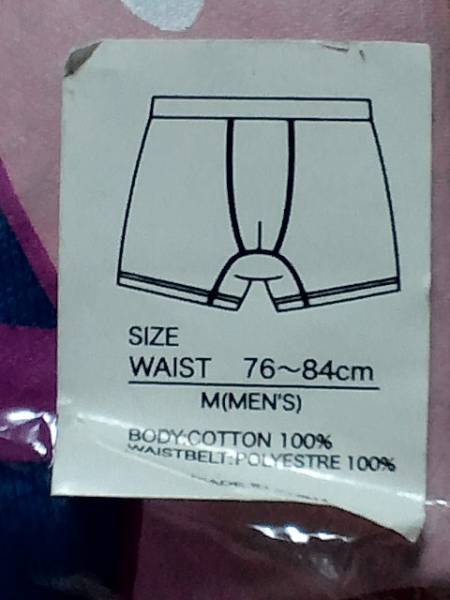 SIZE
WAIST 76～84cm
M(MEN'S)
BODY:COTTON 100%
WAISTBELT:POLYESTRE 100%